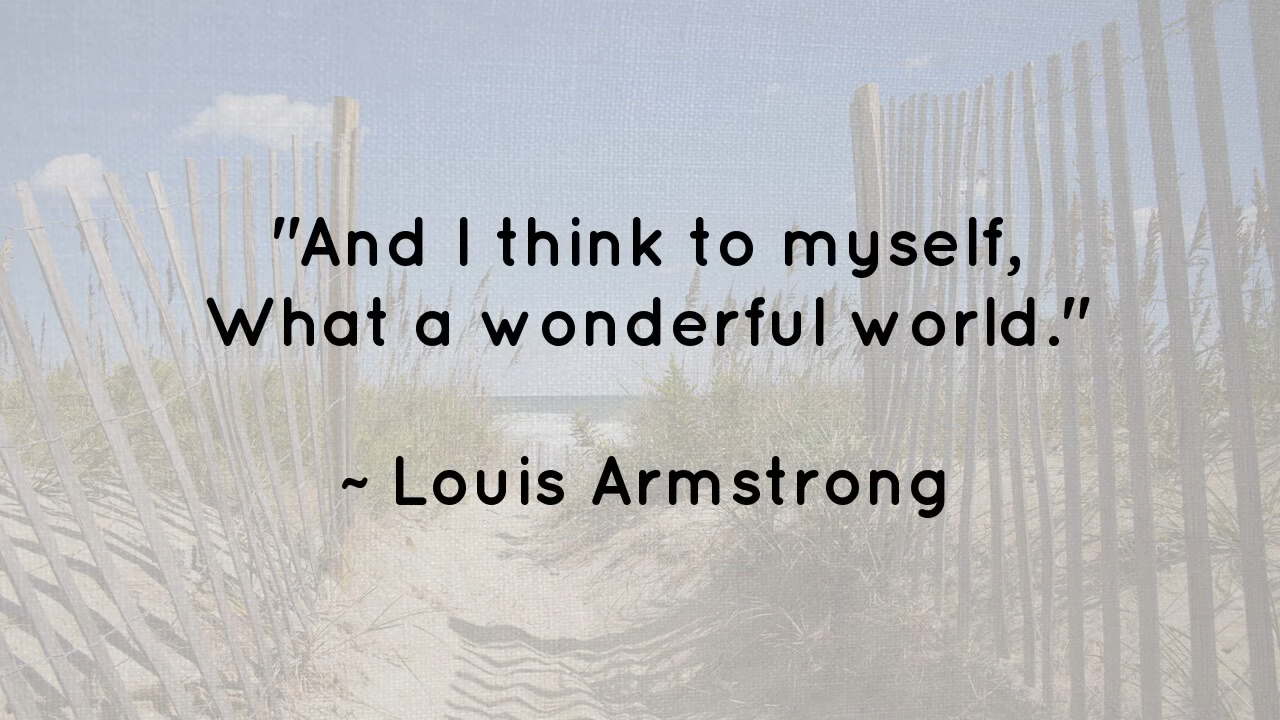 "And I think to myself,
What a wonderful world."
~ Louis Armstrong